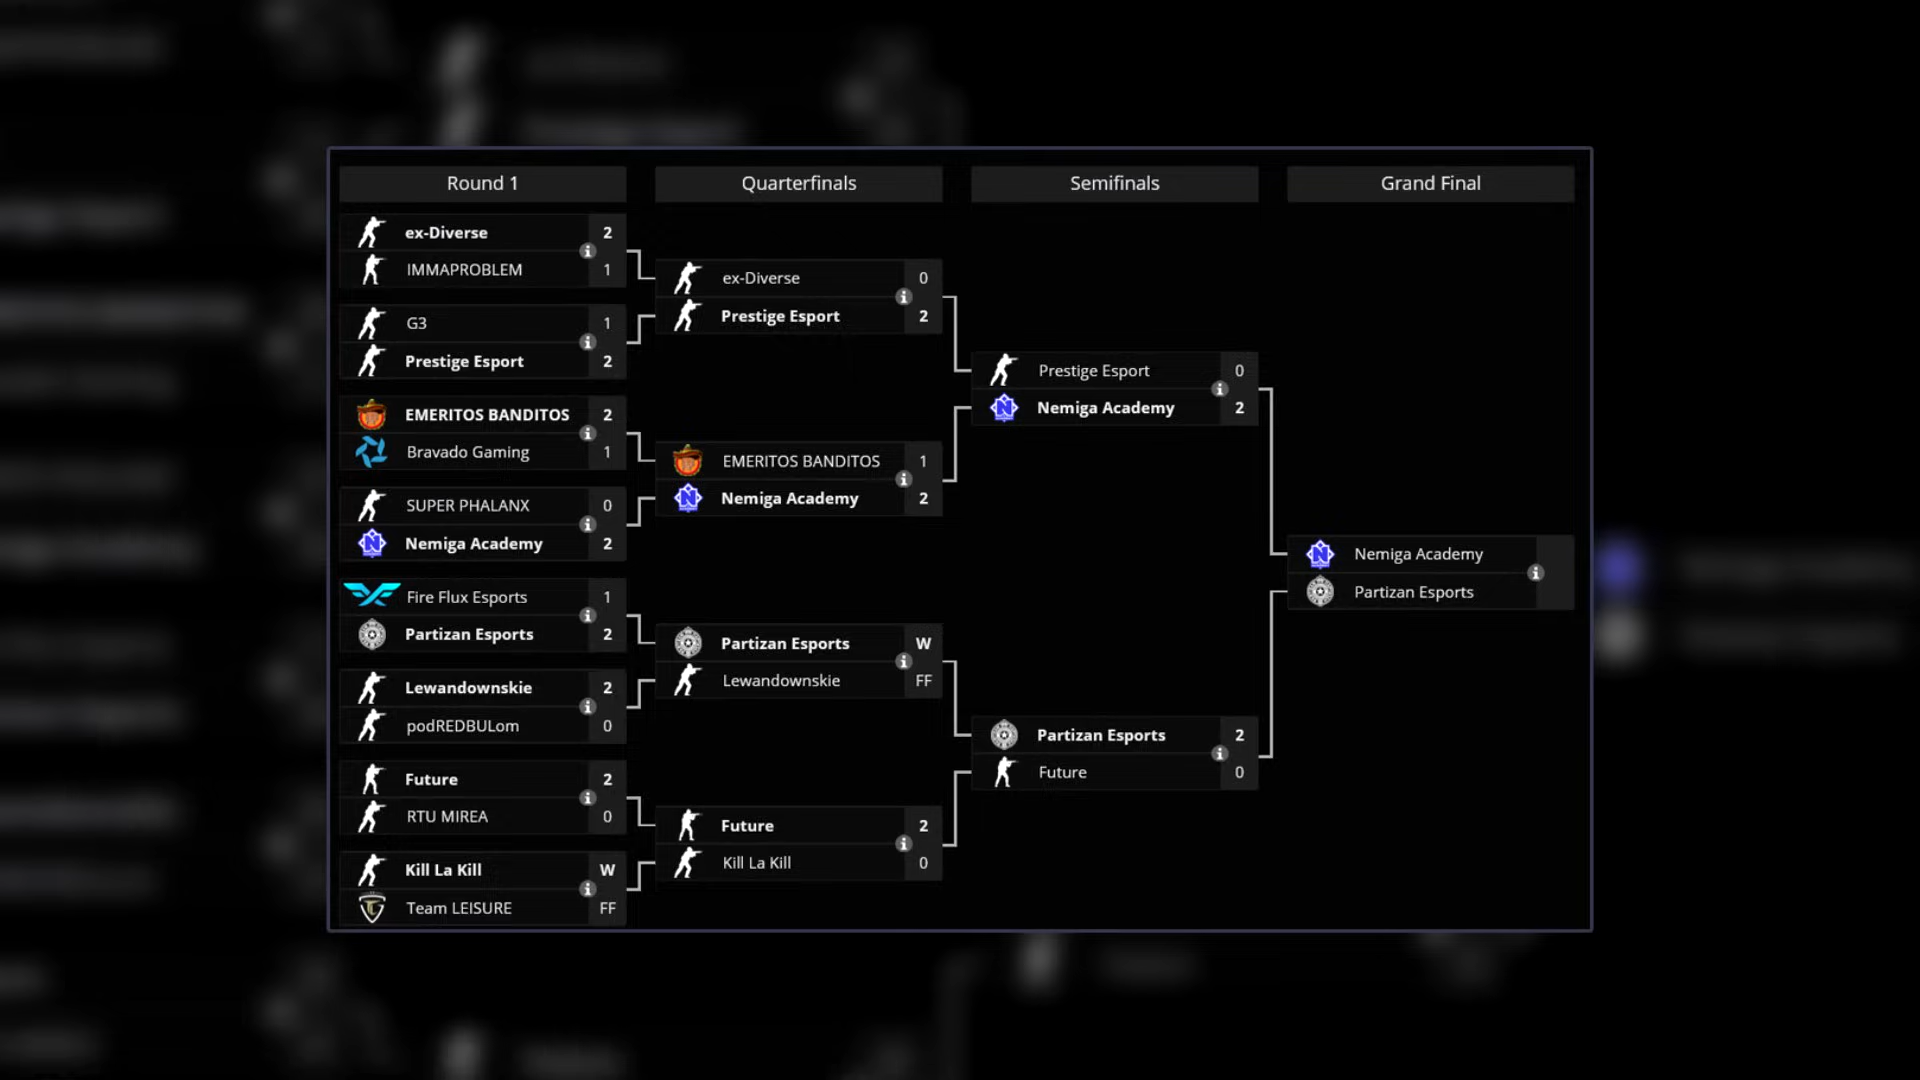 Round 1
Quarterfinals
Semifinals
Grand Final
ex-Diverse 2
IMMAPROBLEM 1
G3 1
Prestige Esport 2
EMERITOS BANDITOS 2
Bravado Gaming 1
SUPER PHALANX 0
Nemiga Academy 2
Fire Flux Esports 1
Partizan Esports 2
Lewandownskie 2
podREDBULom 0
Future 2
RTU MIREA 0
Kill La Kill W
Team LEISURE FF
ex-Diverse 0
Prestige Esport 2
EMERITOS BANDITOS 1
Nemiga Academy 2
Partizan Esports W
Lewandownskie FF
Future 2
Kill La Kill 0
Prestige Esport 0
Nemiga Academy 2
Partizan Esports 2
Future 0
Nemiga Academy
Partizan Esports